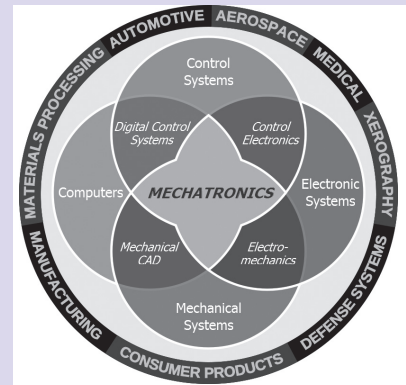 AUTOMOTIVE
AEROSPACE
MEDICAL
XEROGRAPHY
DEFENSE SYSTEMS
CONSUMER PRODUCTS
MANUFACTURING
MATERIALS PROCESSING
Control
Systems
Digital Control
Systems
Control
Electronics
Computers
MECHATRONICS
Electronic
Systems
Mechanical
CAD
Electro-
mechanics
Mechanical
Systems